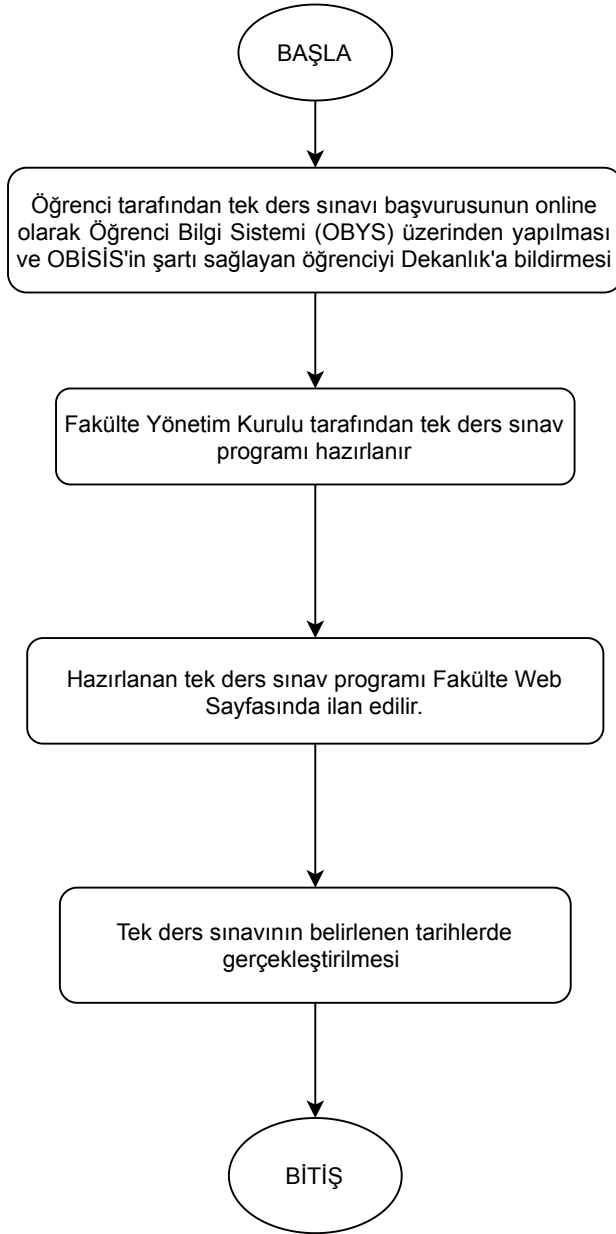 BAŞLA
Öğrenci tarafından tek ders sınavı başvurusunun online
olarak Öğrenci Bilgi Sistemi (OBYS) üzerinden yapılması
ve OBİSİS'in şartı sağlayan öğrenciyi Dekanlık'a bildirmesi
Fakülte Yönetim Kurulu tarafından tek ders sınav
programı hazırlanır
Hazırlanan tek ders sınav programı Fakülte Web
Sayfasında ilan edilir.
Tek ders sınavının belirlenen tarihlerde
gerçekleştirilmesi
BİTİŞ